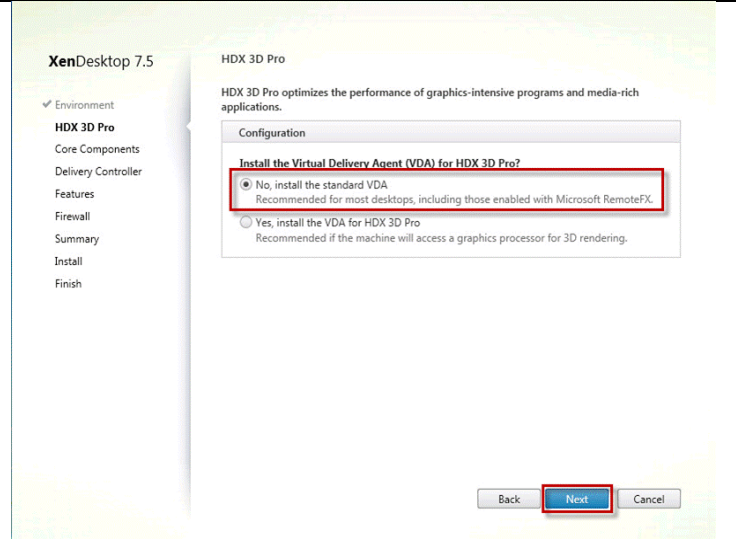 XenDesktop 7.5
Environment
HDX 3D Pro
Core Components
Delivery Controller
Features
Firewall
Summary
Install
Finish
HDX 3D Pro
HDX 3D Pro optimizes the performance of graphics-intensive programs and media-rich
applications.
Configuration
Install the Virtual Delivery Agent (VDA) for HDX 3D Pro?
No, install the standard VDA
Recommended for most desktops, including those enabled with Microsoft RemoteFX.
Yes, install the VDA for HDX 3D Pro
Recommended if the machine will access a graphics processor for 3D rendering.
Back Next Cancel